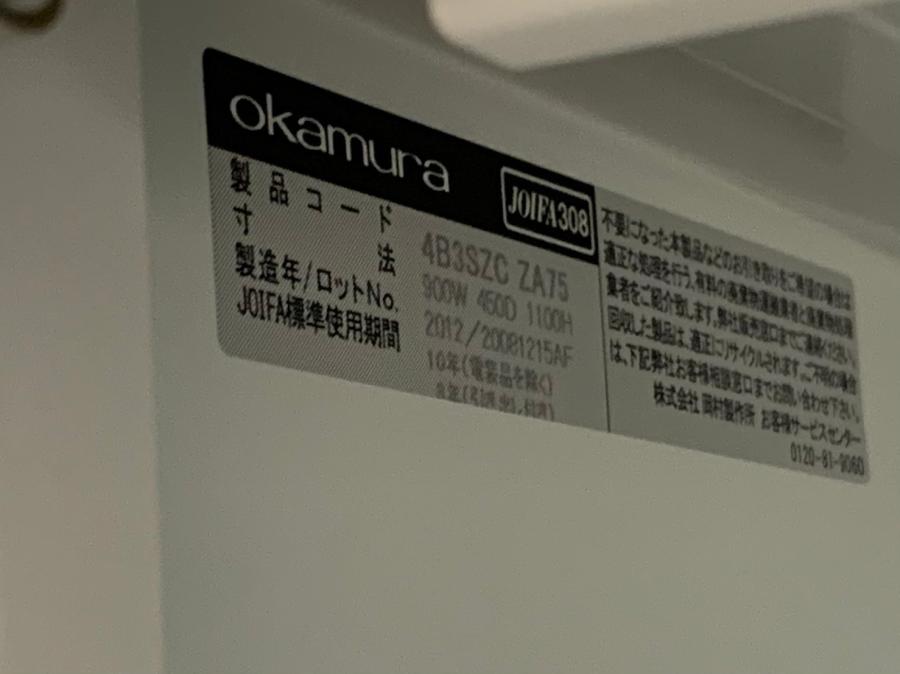 okamura
JOIFA308
製品コード 4B3SZC ZA75
寸法 900W 450D 1100H
製造年/ロットNo. 2012/20081215AF
JOIFA標準使用期間 10年(電装品を除く)
3年(引き出し、付書)
不要になった本製品などのお引き取りをご希望の場合は
適正な処理を行う、有料の廃棄物運搬業者と廃棄物処理
業者をご紹介致します。弊社販売窓口までご連絡ください。
回収した製品は、適正にリサイクルされます。ご不明の場合
は、下記弊社お客様相談窓口までお問い合わせ下さい。
株式会社 岡村製作所 お客様サービスセンター
0120-81-9060